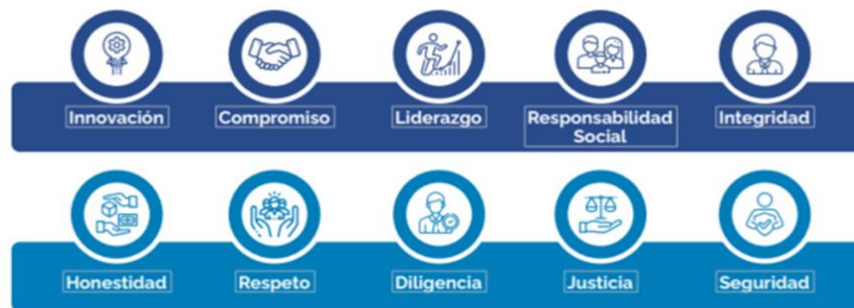 Innovación
Compromiso
Liderazgo
Responsabilidad
Social
Integridad
Honestidad
Respeto
Diligencia
Justicia
Seguridad